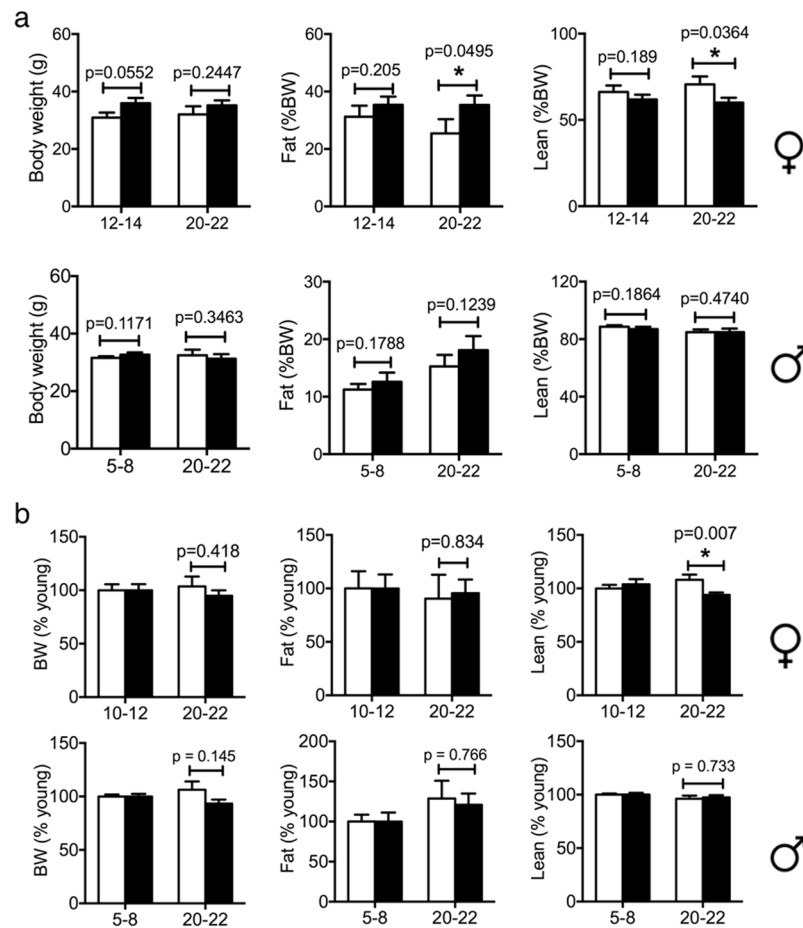 a
Body weight (g)
60
40
20
0
p=0.0552
p=0.2447
12-14
20-22
Fat (%BW)
60
40
20
0
p=0.205
p=0.0495
*
12-14
20-22
Lean (%BW)
100
50
0
p=0.189
p=0.0364
*
12-14
20-22
♀
Body weight (g)
60
40
20
0
p=0.1171
p=0.3463
5-8
20-22
Fat (%BW)
30
20
10
0
p=0.1788
p=0.1239
5-8
20-22
Lean (%BW)
120
80
40
0
p=0.1864
p=0.4740
5-8
20-22
♂
b
BW (% young)
150
100
50
0
p=0.418
10-12
20-22
Fat (% young)
150
100
50
0
p=0.834
10-12
20-22
Lean (% young)
150
100
50
0
p=0.007
*
10-12
20-22
♀
BW (% young)
150
100
50
0
p = 0.145
5-8
20-22
Fat (% young)
200
150
100
50
0
p = 0.766
5-8
20-22
Lean (% young)
150
100
50
0
p = 0.733
5-8
20-22
♂